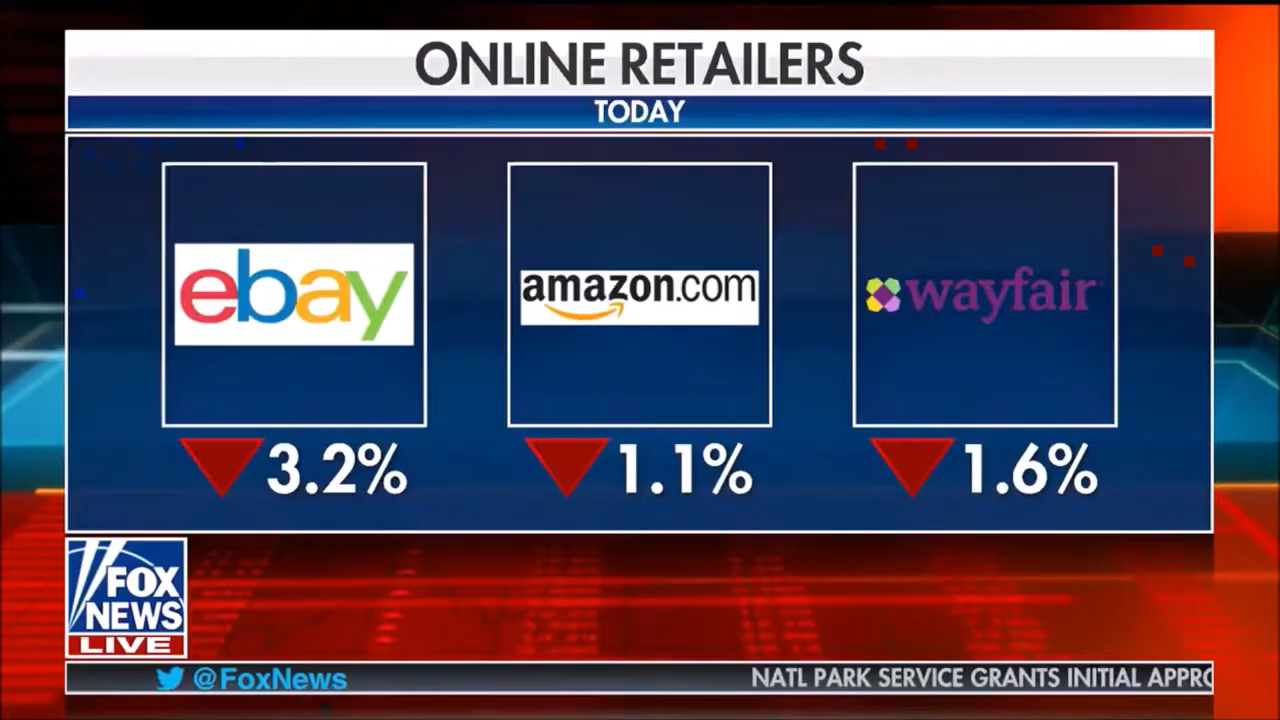 ONLINE RETAILERS
TODAY
ebay
amazon.com
wayfair
3.2%
1.1%
1.6%
FOX
NEWS
LIVE
@FoxNews
NATL PARK SERVICE GRANTS INITIAL APPRO